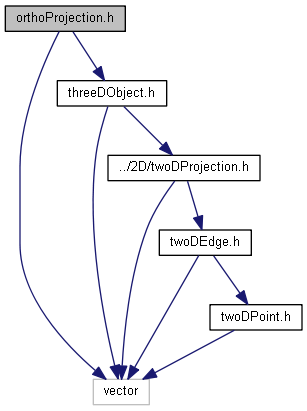 orthoProjection.h
threeDObject.h
../2D/twoDProjection.h
twoDEdge.h
twoDPoint.h
vector